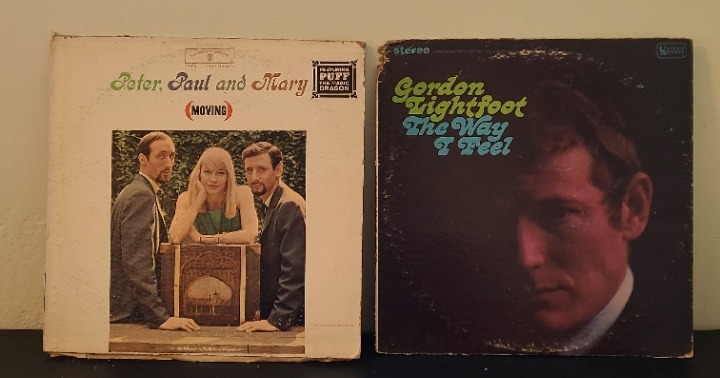 Peter, Paul and Mary
(MOVING)
FEATURING
PUFF
THE MAGIC
DRAGON
stereo
Gordon
Lightfoot
The Way
I Feel